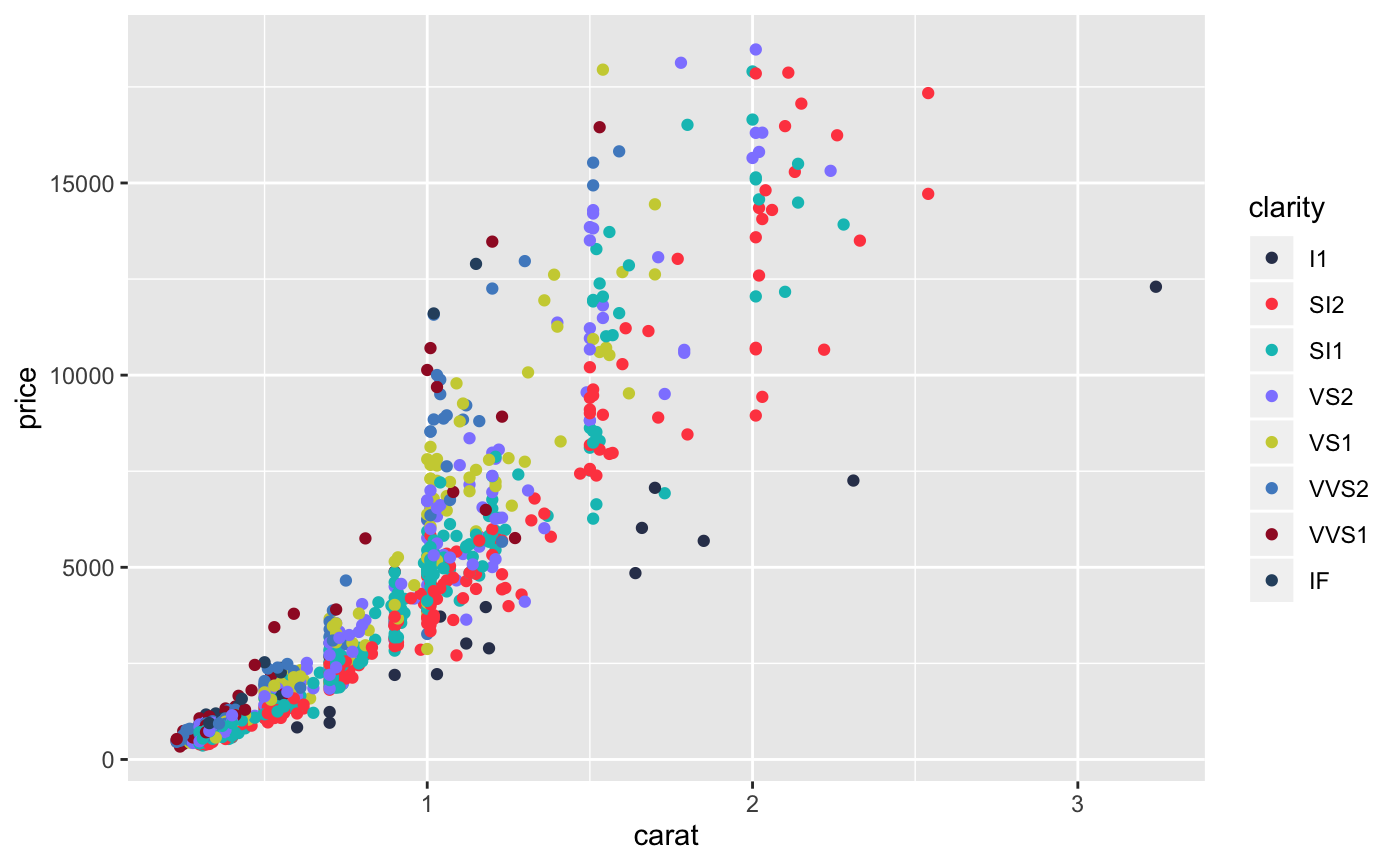 15000
10000
5000
0
price
1
2
3
carat
clarity
I1
SI2
SI1
VS2
VS1
VVS2
VVS1
IF